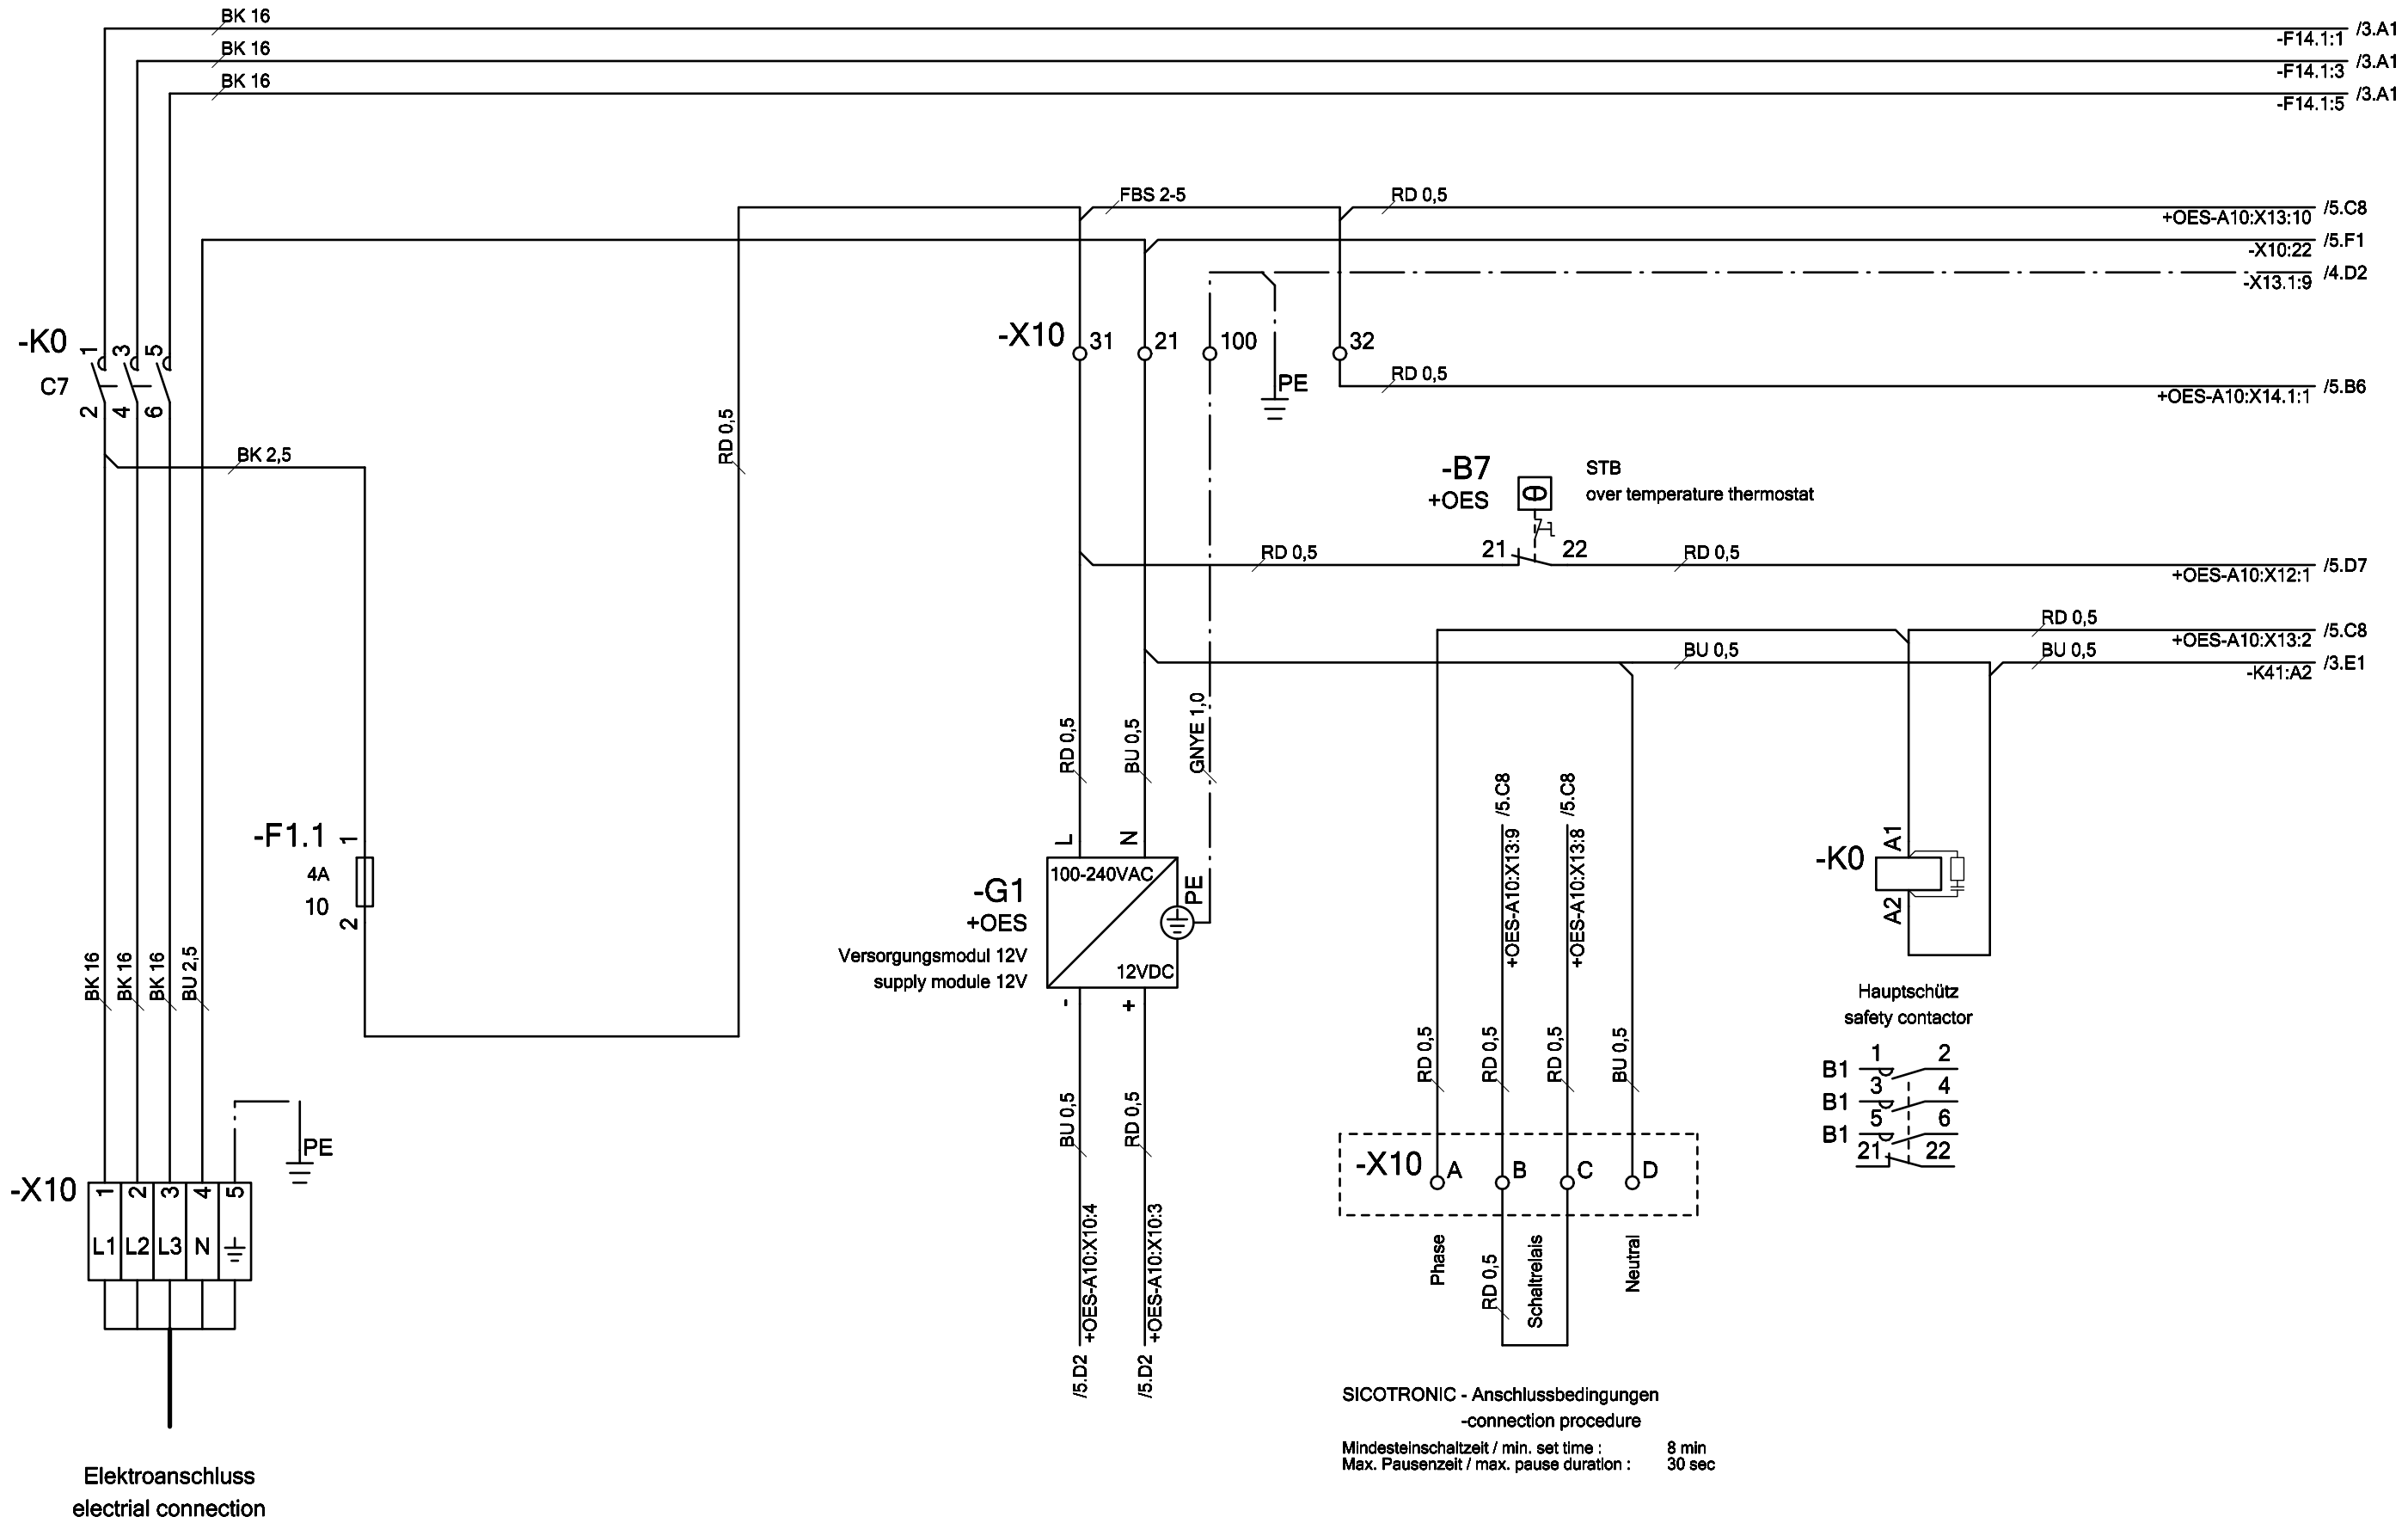 BK 16
/3.A1
-F14.1:1
BK 16
/3.A1
-F14.1:3
BK 16
/3.A1
-F14.1:5
FBS 2-5
RD 0,5
/5.C8
+OES-A10:X13:10
/5.F1
-X10:22
/4.D2
-X13.1:9
-K0
C7
1
3
5
2
4
6
-X10
31
21
100
32
PE
RD 0,5
/5.B6
+OES-A10:X14.1:1
BK 2,5
RD 0,5
-B7
+OES
STB
over temperature thermostat
RD 0,5
21
22
RD 0,5
/5.D7
+OES-A10:X12:1
RD 0,5
/5.C8
+OES-A10:X13:2
BU 0,5
BU 0,5
/3.E1
-K41:A2
RD 0,5
BU 0,5
GNYE 1,0
-F1.1
4A
10
1
2
L
N
100-240VAC
PE
-G1
+OES
Versorgungsmodul 12V
supply module 12V
12VDC
-
+
/5.C8
+OES-A10:X13:9
/5.C8
+OES-A10:X13:8
-K0
A1
A2
Hauptschütz
safety contactor
B1
1
2
B1
3
4
B1
5
6
21
22
BK 16
BK 16
BK 16
BU 2,5
PE
RD 0,5
RD 0,5
RD 0,5
BU 0,5
BU 0,5
RD 0,5
+OES-A10:X10:4
/5.D2
+OES-A10:X10:3
/5.D2
-X10
A
B
C
D
Phase
RD 0,5
Schaltrelais
Neutral
-X10
1
2
3
4
5
L1
L2
L3
N
SICOTRONIC - Anschlussbedingungen
-connection procedure
Mindesteinschaltzeit / min. set time : 8 min
Max. Pausenzeit / max. pause duration : 30 sec
Elektroanschluss
electrial connection